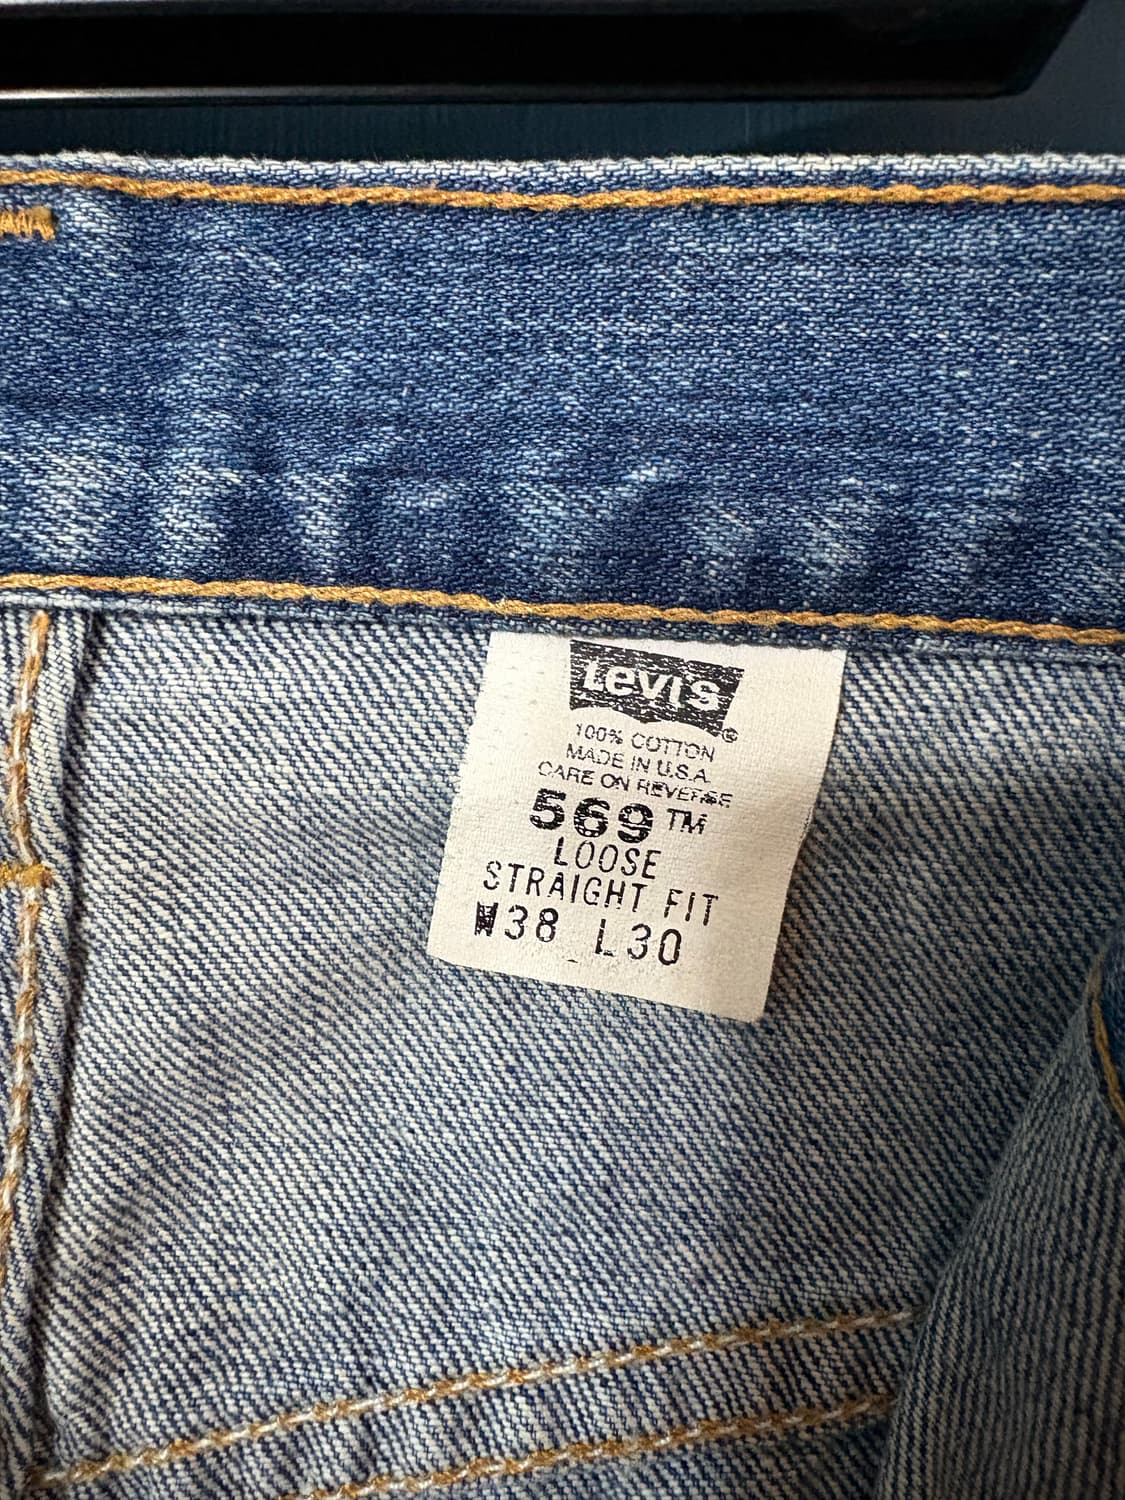 Levi's®
100% COTTON
MADE IN U.S.A.
CARE ON REVERSE
569™
LOOSE
STRAIGHT FIT
W38 L30